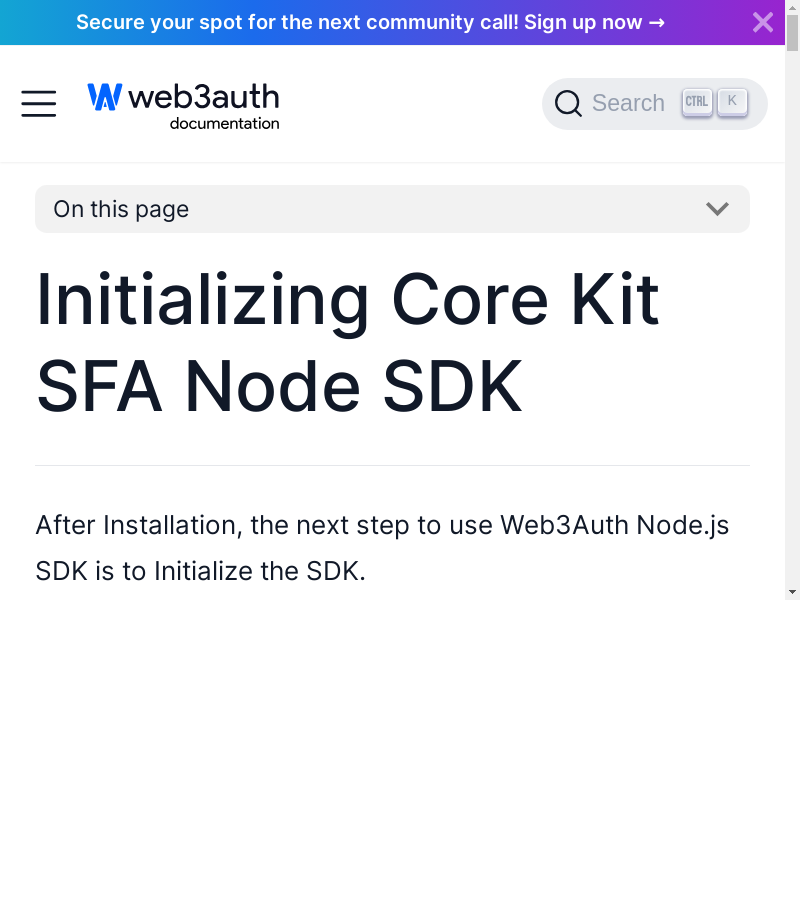 Secure your spot for the next community call! Sign up now →
web3auth
documentation
Search CTRL K
On this page
Initializing Core Kit
SFA Node SDK
After Installation, the next step to use Web3Auth Node.js
SDK is to Initialize the SDK.